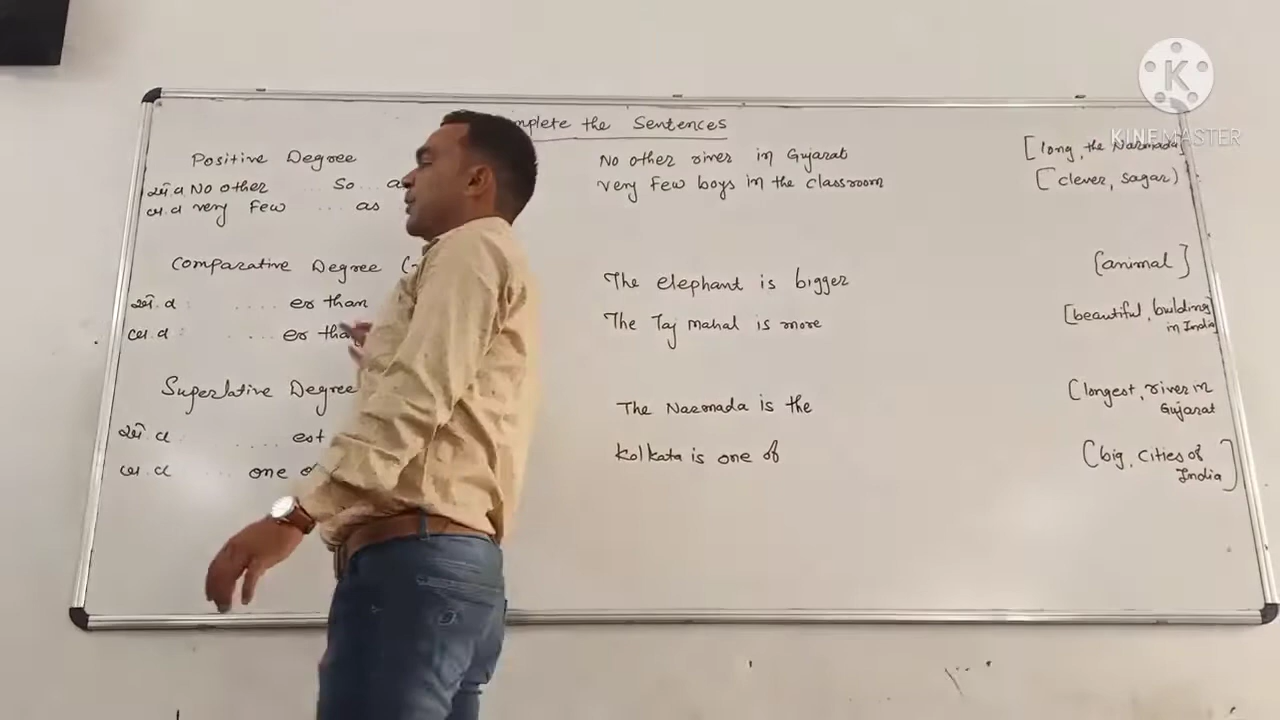 complete the Sentences
Positive Degree
એ.વ No other .... So .. as
બ.વ very Few ... as
No other river in Gujarat [long, the Narmada]
very Few boys in the classroom [clever, Sagar)
Comparative Degree (
એ.વ : .... er than
બ.વ : .... er than
The elephant is bigger {animal]
The Taj Mahal is more [beautiful, building in India]
Superlative Degree
એ.વ .... est
બ.વ .... one of
The Narmada is the (longest, river in Gujarat
Kolkata is one of (big, Cities of India]
K
KINEMASTER